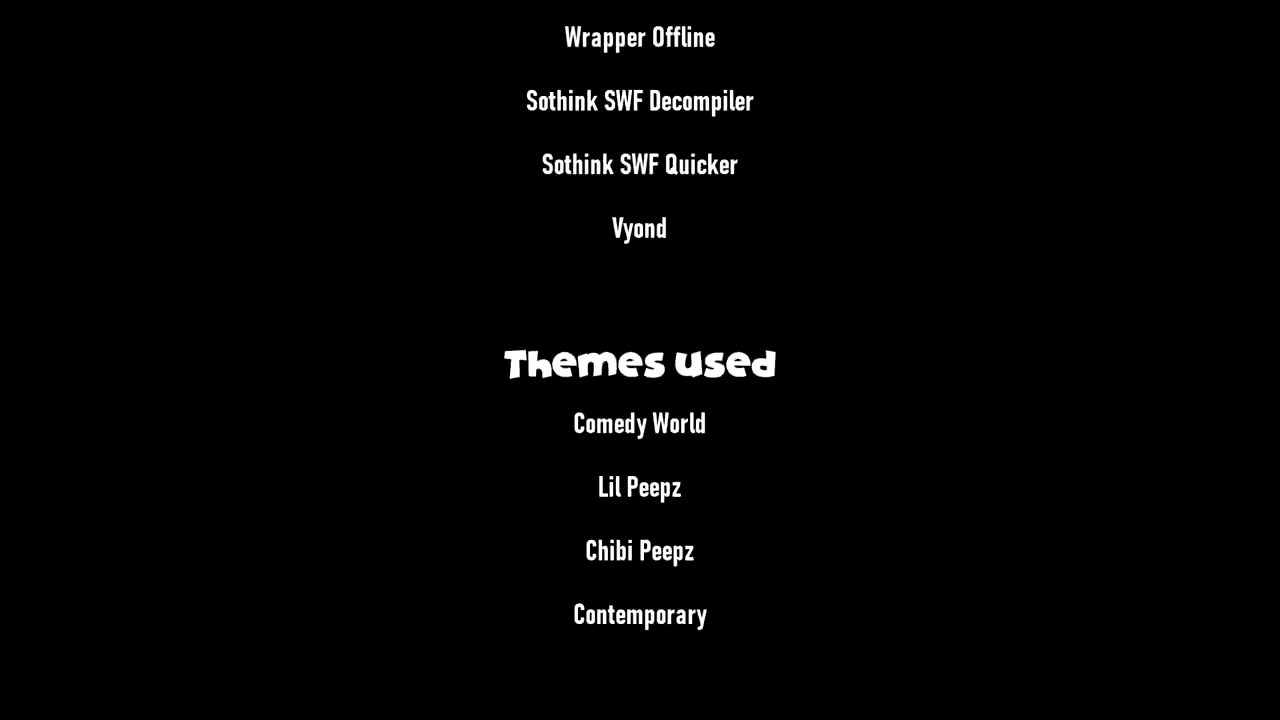 Wrapper Offline
Sothink SWF Decompiler
Sothink SWF Quicker
Vyond
Themes used
Comedy World
Lil Peepz
Chibi Peepz
Contemporary